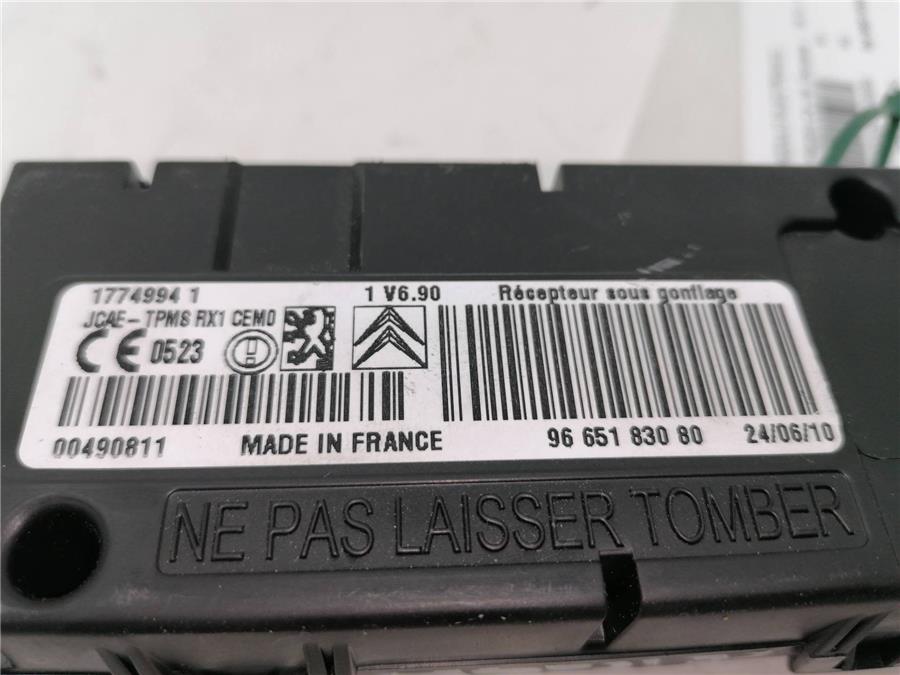 1774994 1 1 V6.90 Récepteur sous gonflage
JCAE-TPMS RX1 CEM0
CE 0523
00490811 MADE IN FRANCE 96 651 830 80 24/06/10
NE PAS LAISSER TOMBER